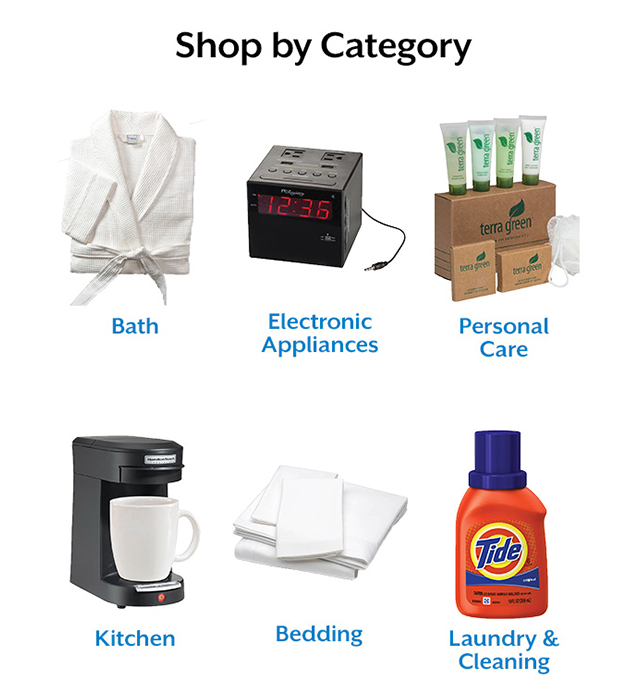 Shop by Category
12:36
terra green
terra green
terra green
terra green
terra green
terra green
terra green
Bath
Electronic
Appliances
Personal
Care
Hamilton Beach
Tide
original
Kitchen
Bedding
Laundry &
Cleaning